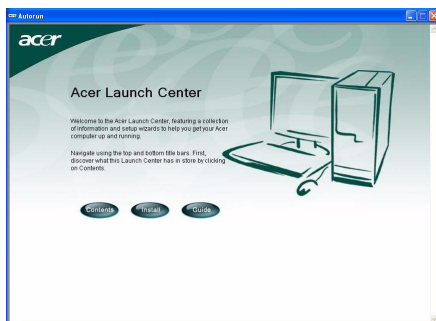 Autorun
acer
Acer Launch Center
Welcome to the Acer Launch Center, featuring a collection
of information and setup wizards to help you get your Acer
computer up and running.
Navigate using the top and bottom title bars. First,
discover what this Launch Center has in store by clicking
on Contents.
Contents Install Guide